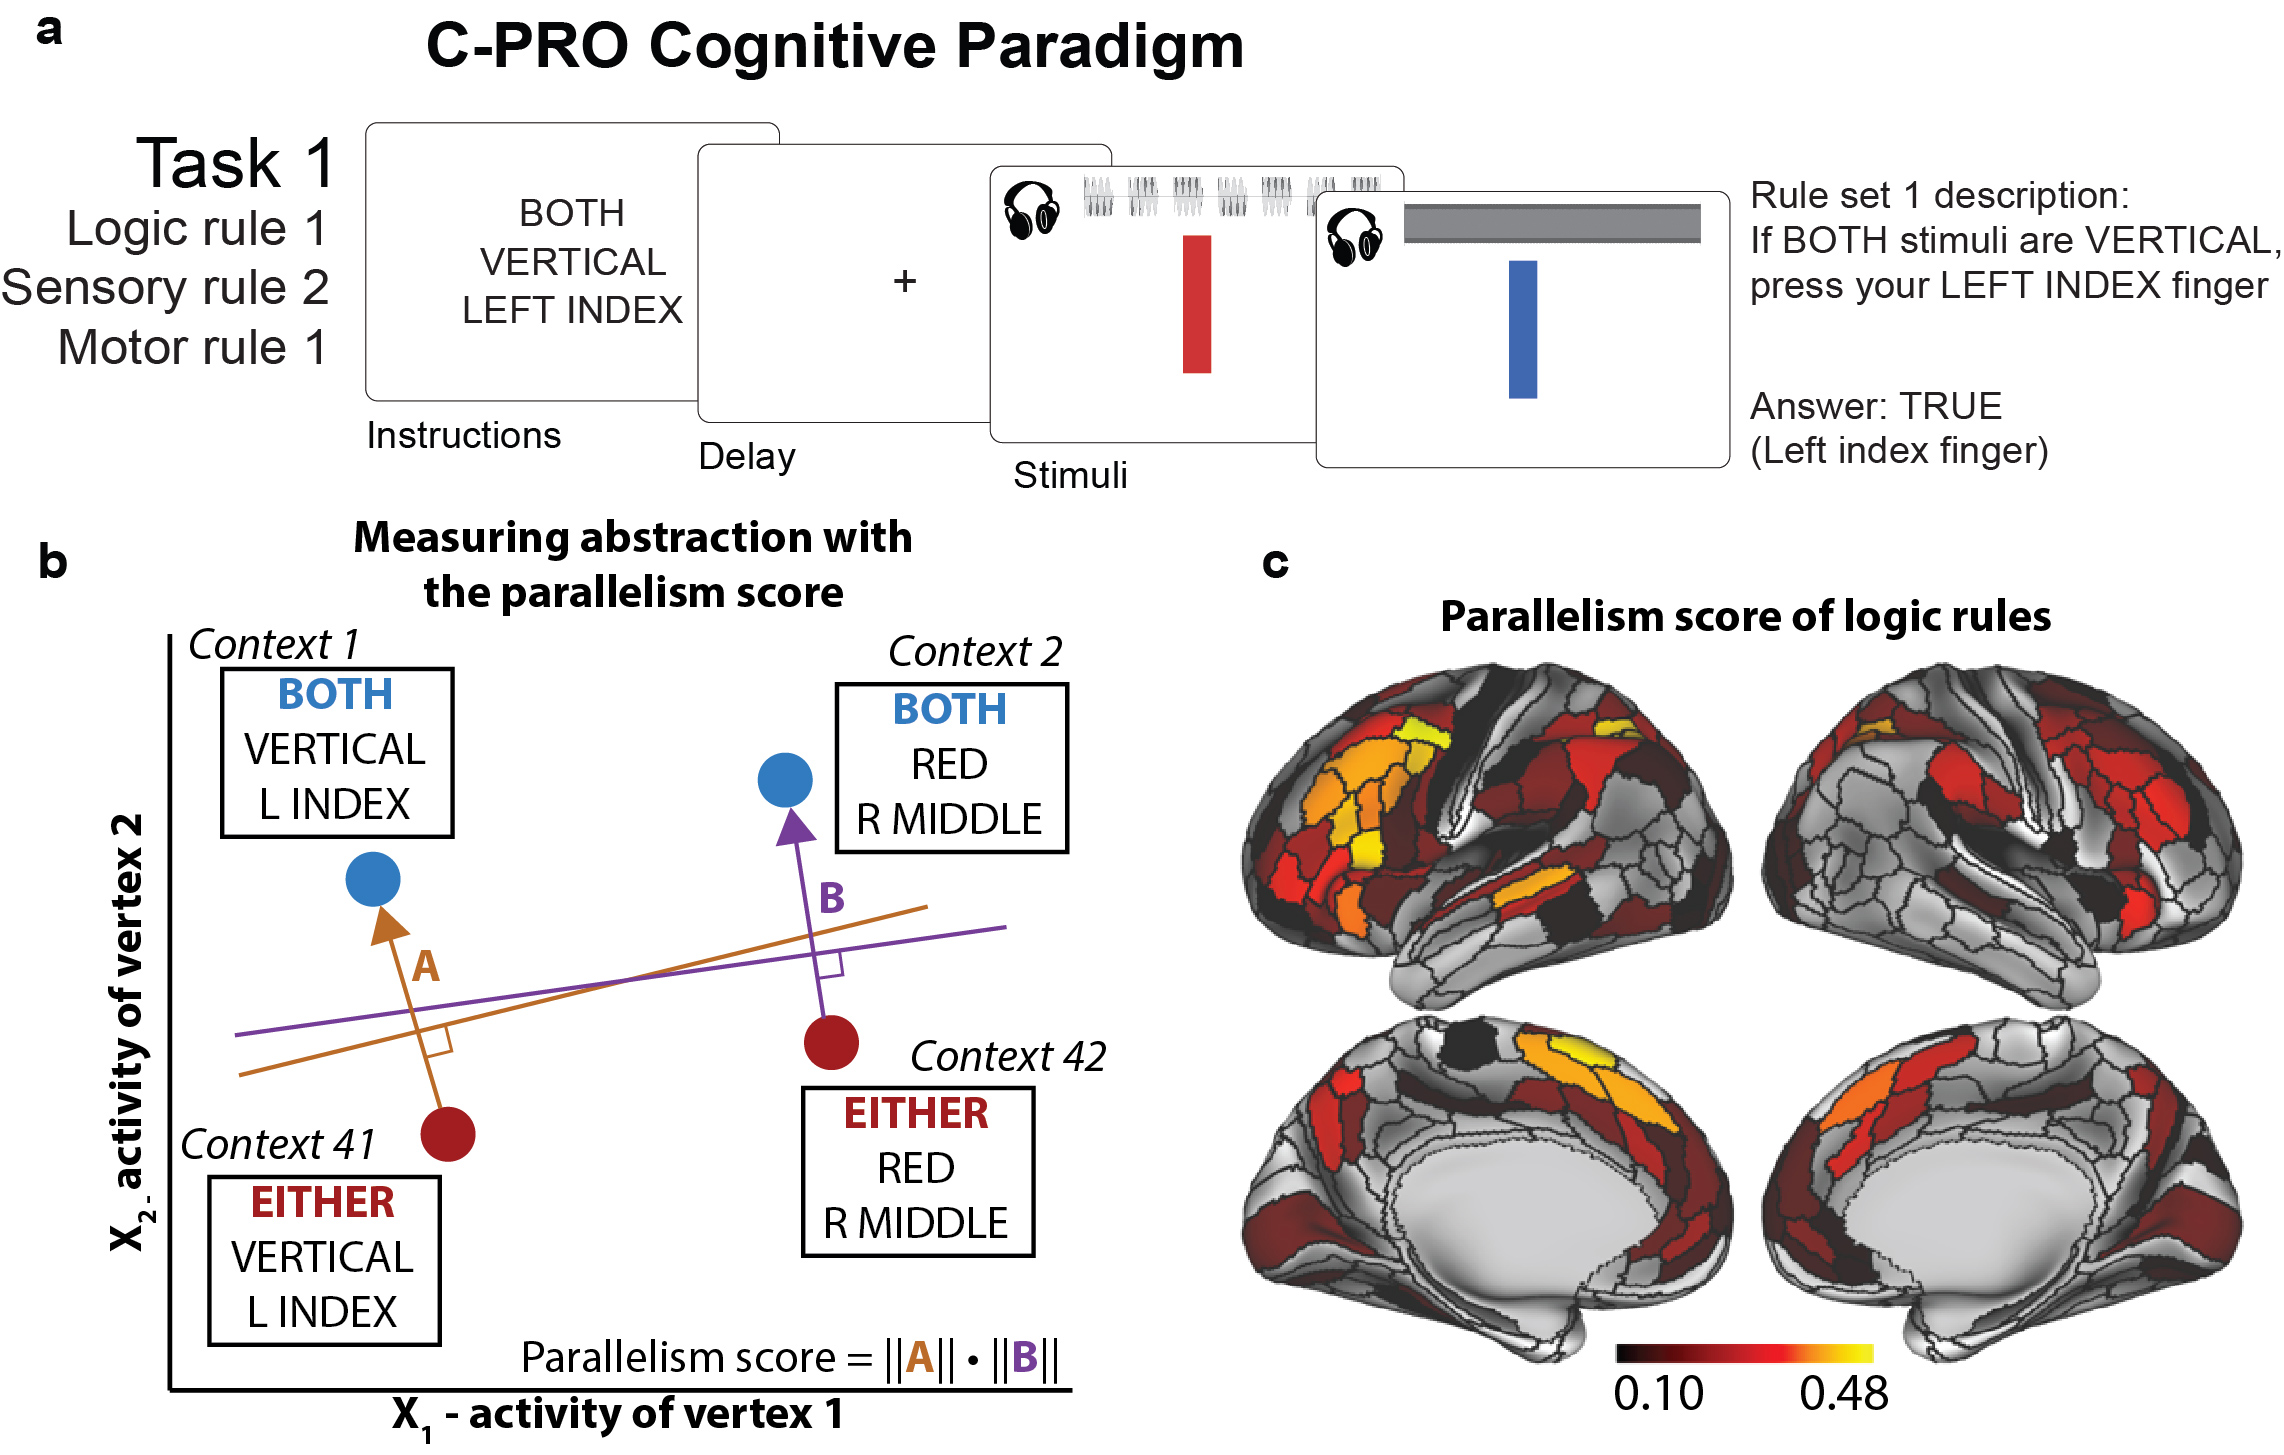 a
C-PRO Cognitive Paradigm
Task 1
Logic rule 1
Sensory rule 2
Motor rule 1
BOTH
VERTICAL
LEFT INDEX
Instructions
+
Delay
Stimuli
Rule set 1 description:
If BOTH stimuli are VERTICAL,
press your LEFT INDEX finger
Answer: TRUE
(Left index finger)
b
Measuring abstraction with
the parallelism score
Context 1
BOTH
VERTICAL
L INDEX
Context 2
BOTH
RED
R MIDDLE
A
B
Context 41
EITHER
VERTICAL
L INDEX
Context 42
EITHER
RED
R MIDDLE
Parallelism score = ||A|| • ||B||
X2- activity of vertex 2
X1 - activity of vertex 1
c
Parallelism score of logic rules
0.10 0.48